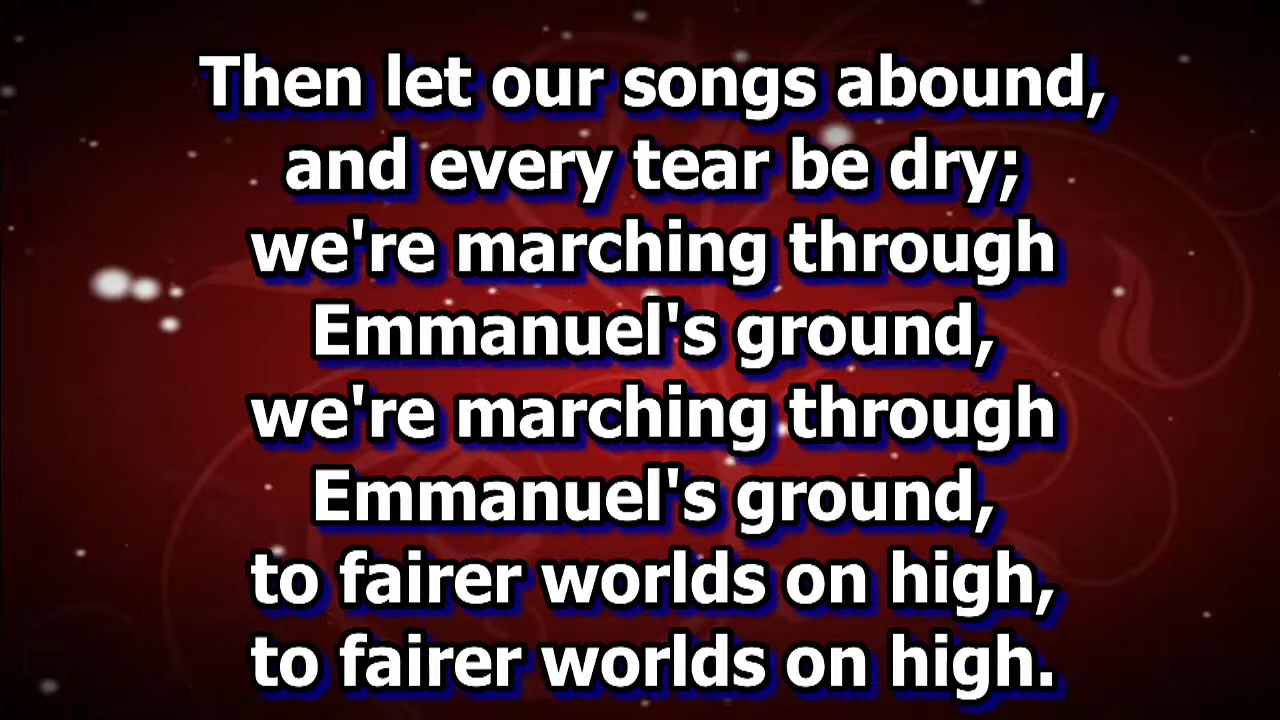 Then let our songs abound,
and every tear be dry;
we're marching through
Emmanuel's ground,
we're marching through
Emmanuel's ground,
to fairer worlds on high,
to fairer worlds on high.